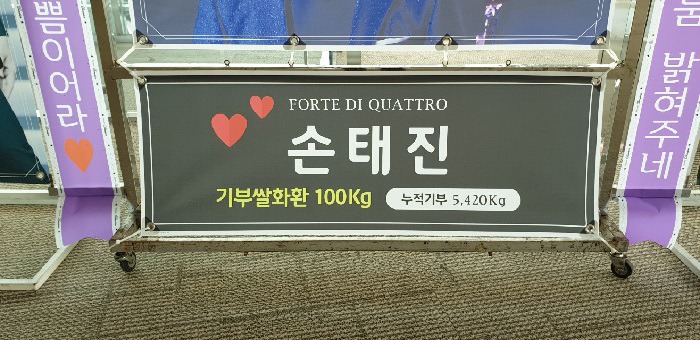 쁨이어라
FORTE DI QUATTRO
손태진
기부쌀화환 100Kg
누적기부 5,420Kg
밝혀주네